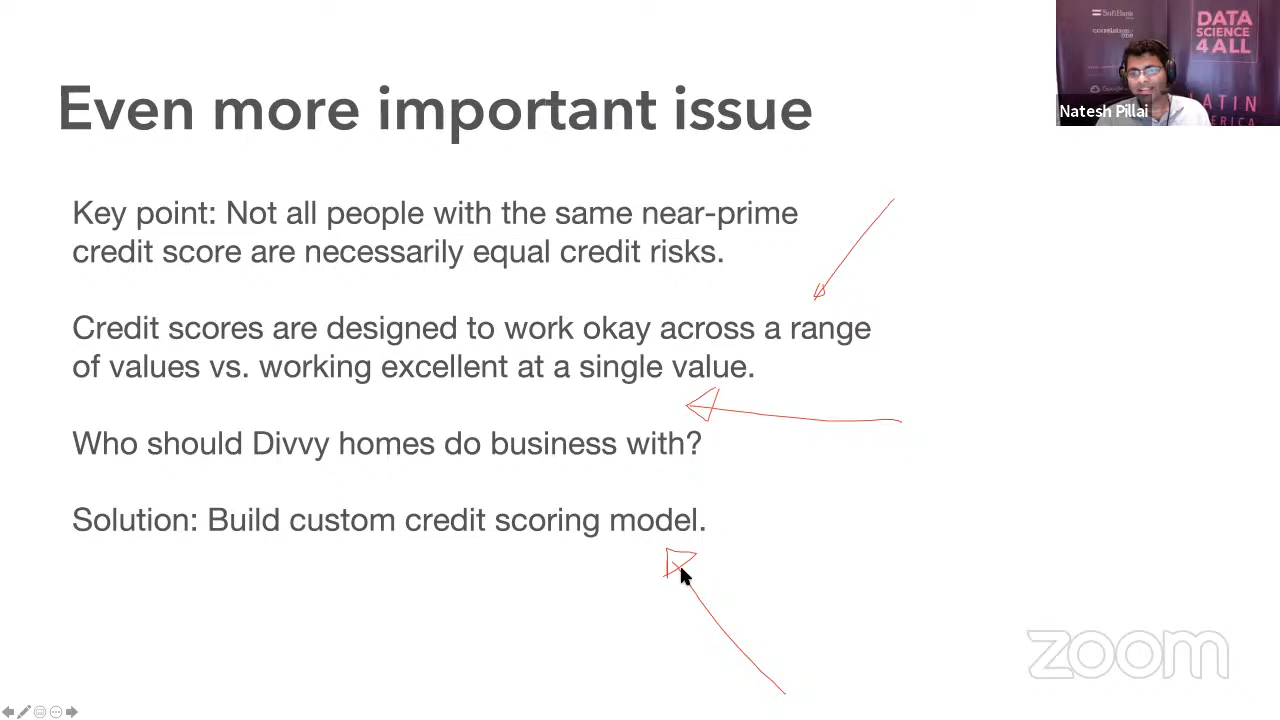 SoftBank
DATA
SCIENCE
4 ALL
Even more important issue
Natesh Pillai
LATIN
Key point: Not all people with the same near-prime
credit score are necessarily equal credit risks.
Credit scores are designed to work okay across a range
of values vs. working excellent at a single value.
Who should Divvy homes do business with?
Solution: Build custom credit scoring model.
zoom